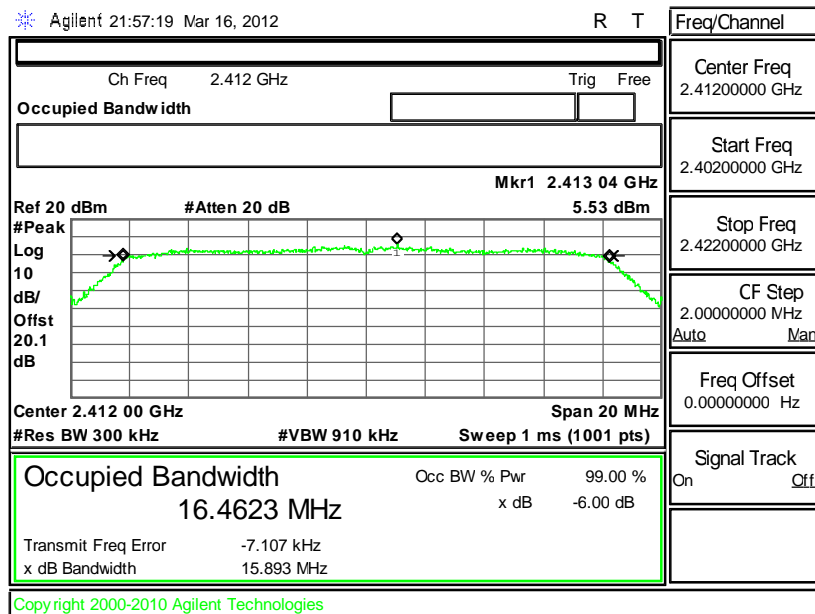 Agilent 21:57:19 Mar 16, 2012 R T
Freq/Channel
Ch Freq 2.412 GHz Trig Free
Occupied Bandwidth
Center Freq
2.41200000 GHz
Start Freq
2.40200000 GHz
Stop Freq
2.42200000 GHz
CF Step
2.00000000 MHz
Auto Man
Freq Offset
0.00000000 Hz
Signal Track
On Off
Mkr1 2.413 04 GHz
Ref 20 dBm #Atten 20 dB 5.53 dBm
#Peak
Log
10
dB/
Offst
20.1
dB
1
Center 2.412 00 GHz Span 20 MHz
#Res BW 300 kHz #VBW 910 kHz Sweep 1 ms (1001 pts)
Occupied Bandwidth
16.4623 MHz
Occ BW % Pwr 99.00 %
x dB -6.00 dB
Transmit Freq Error -7.107 kHz
x dB Bandwidth 15.893 MHz
Copyright 2000-2010 Agilent Technologies